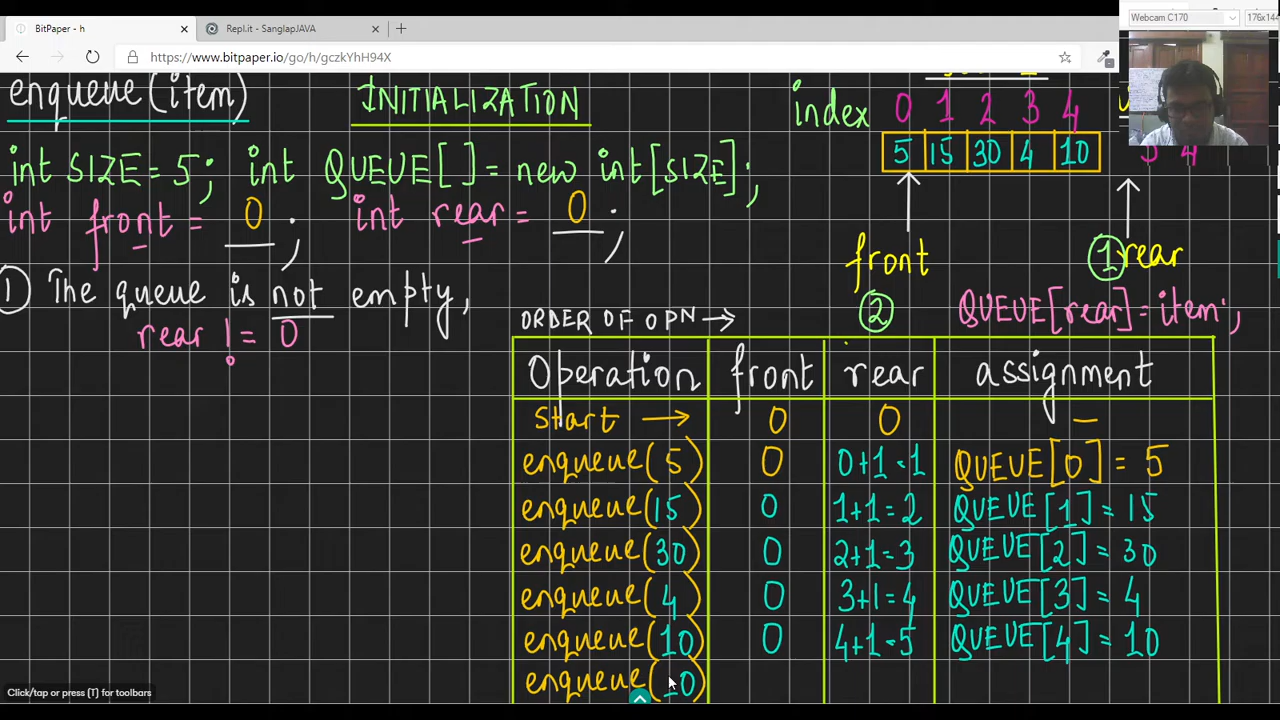 BitPaper - h
Repl.it - SanglapJAVA
Webcam C170
176x14
https://www.bitpaper.io/go/h/gczkYhH94X
enqueue(item)
INITIALIZATION
index 0 1 2 3 4
5 15 30 4 10
int SIZE = 5; int QUEUE[ ] = new int[SIZE];
int front = 0; int rear = 0;
front
1 rear
2
1) The queue is not empty,
rear != 0
QUEUE[rear] = item;
ORDER OF OPN →
Operation front rear assignment
Start → 0 0 —
enqueue(5) 0 0+1=1 QUEUE[0] = 5
enqueue(15) 0 1+1=2 QUEUE[1] = 15
enqueue(30) 0 2+1=3 QUEUE[2] = 30
enqueue(4) 0 3+1=4 QUEUE[3] = 4
enqueue(10) 0 4+1=5 QUEUE[4] = 10
enqueue(10)
Click/tap or press (T) for toolbars